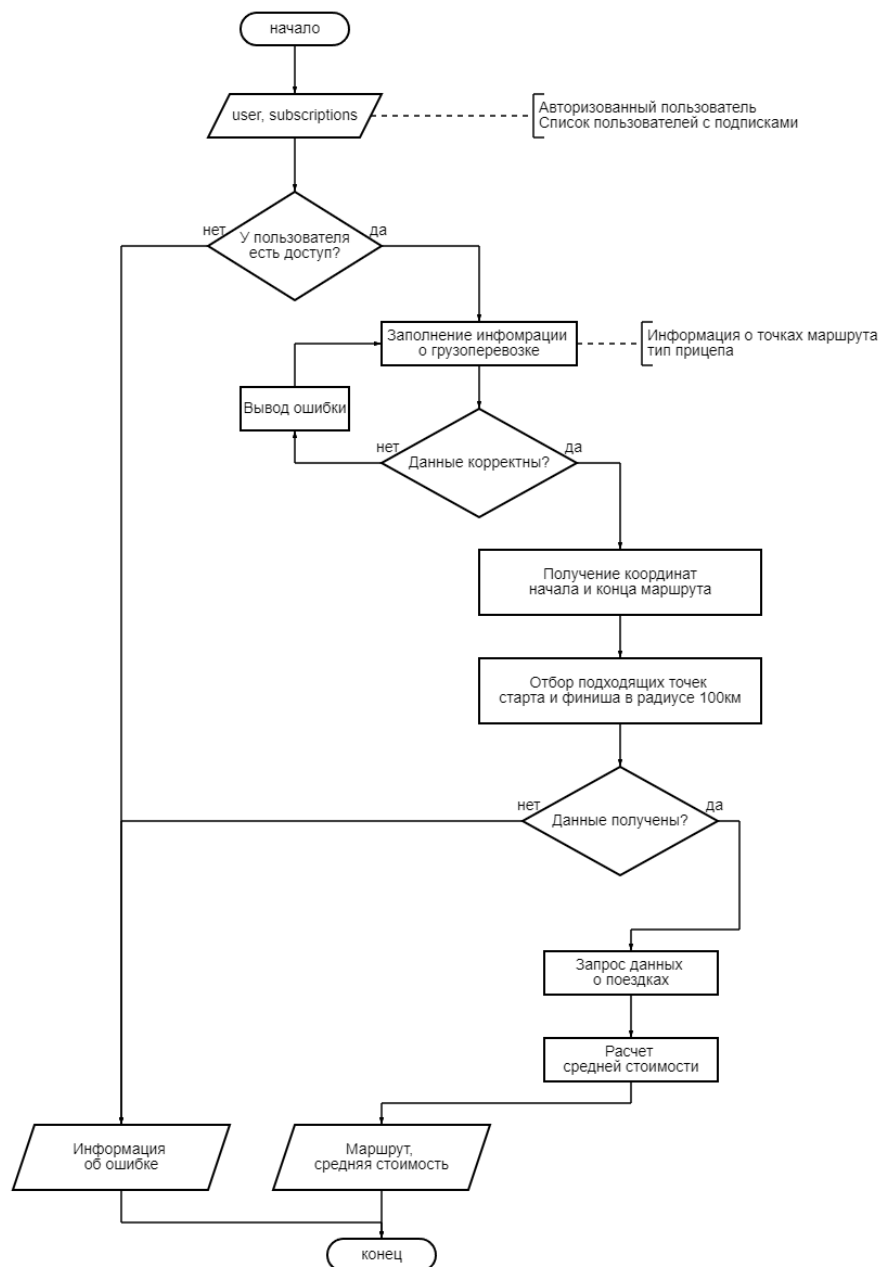 начало
user, subscriptions
Авторизованный пользователь
Список пользователей с подписками
нет
У пользователя
есть доступ?
да
Заполнение инфомрации
о грузоперевозке
Информация о точках маршрута
тип прицепа
Вывод ошибки
нет
Данные корректны?
да
Получение координат
начала и конца маршрута
Отбор подходящих точек
старта и финиша в радиусе 100км
нет
Данные получены?
да
Запрос данных
о поездках
Расчет
средней стоимости
Информация
об ошибке
Маршрут,
средняя стоимость
конец